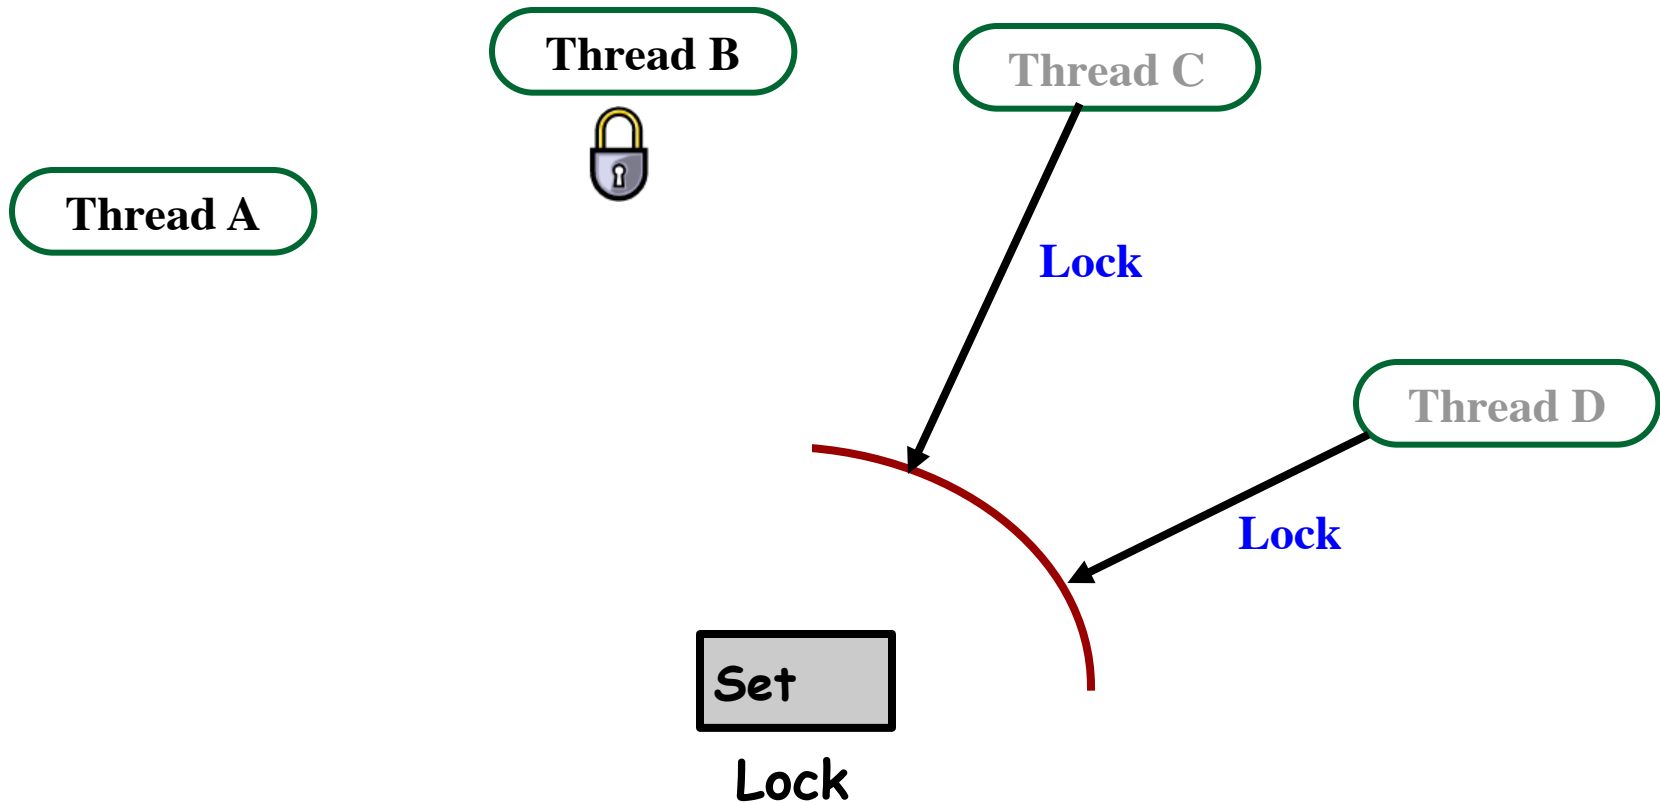 Thread B
Thread C
Thread A
Lock
Thread D
Lock
Set
Lock